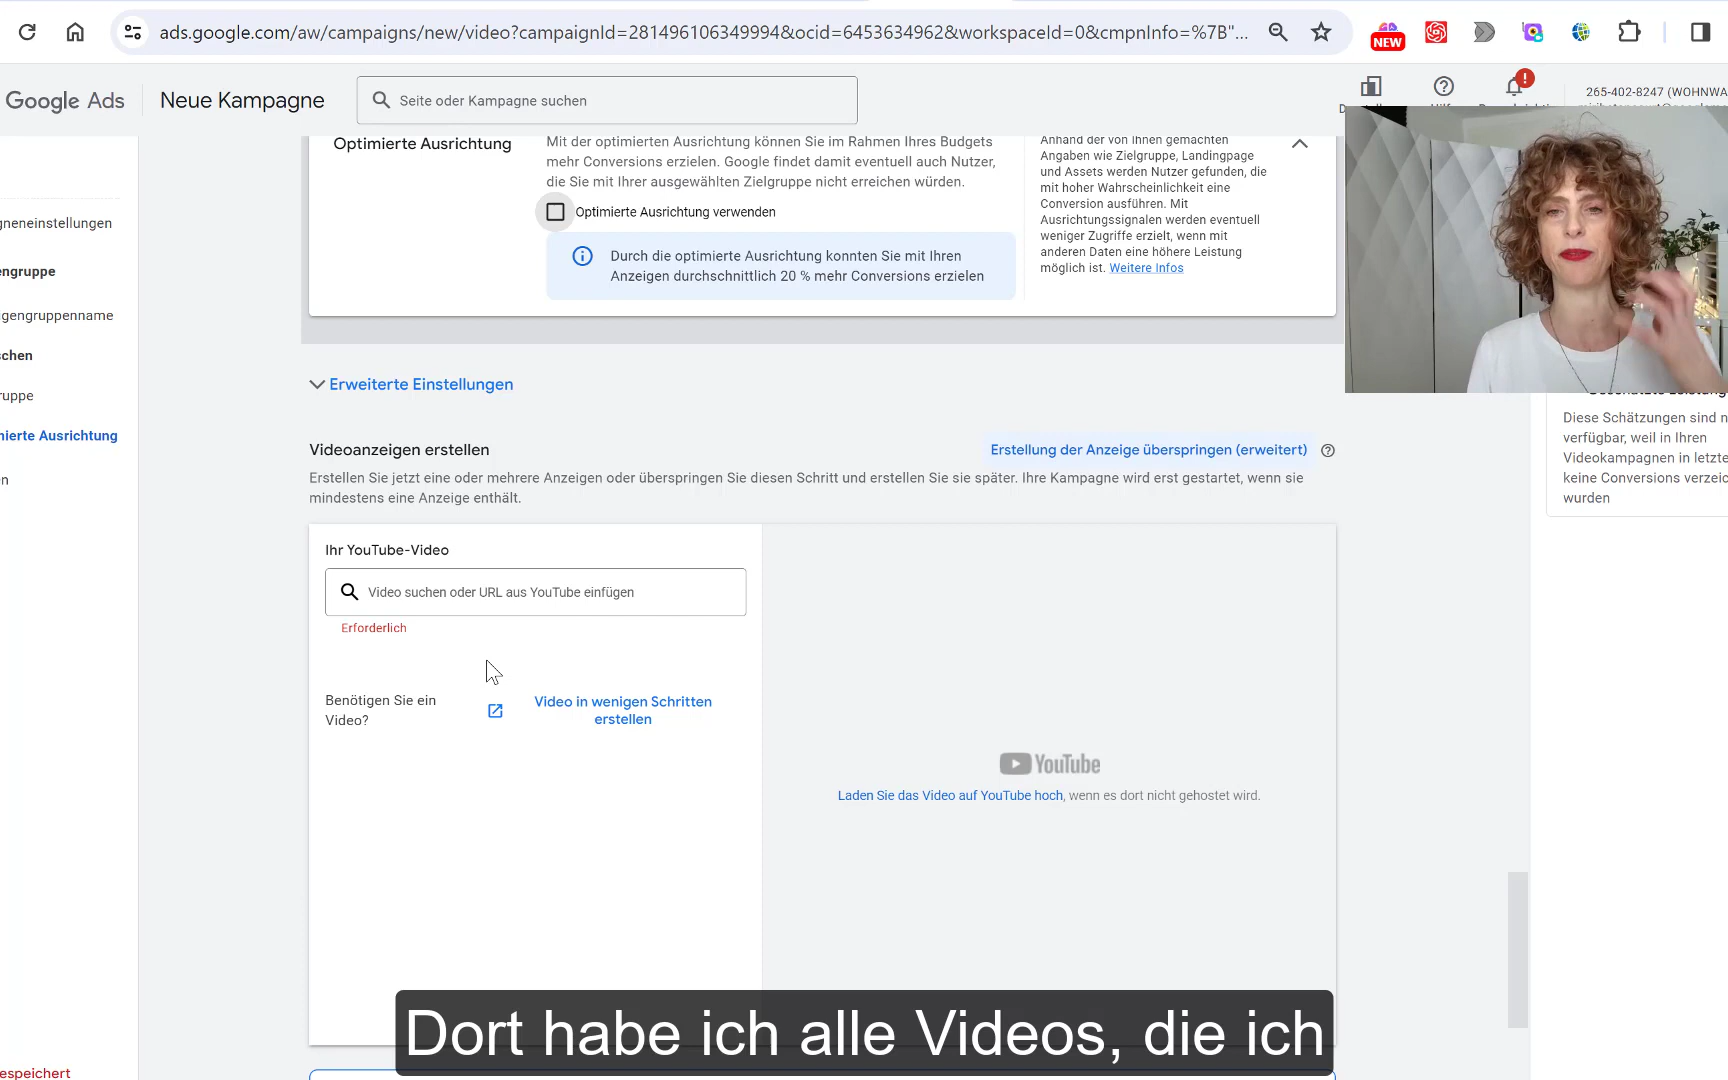 ads.google.com/aw/campaigns/new/video?campaignId=281496106349994&ocid=6453634962&workspaceId=0&cmpnInfo=%7B"...
NEW
Google Ads
Neue Kampagne
Seite oder Kampagne suchen
!
265-402-8247 (WOHNWA
Optimierte Ausrichtung
Mit der optimierten Ausrichtung können Sie im Rahmen Ihres Budgets
mehr Conversions erzielen. Google findet damit eventuell auch Nutzer,
die Sie mit Ihrer ausgewählten Zielgruppe nicht erreichen würden.
Optimierte Ausrichtung verwenden
Durch die optimierte Ausrichtung konnten Sie mit Ihren
Anzeigen durchschnittlich 20 % mehr Conversions erzielen
Anhand der von Ihnen gemachten
Angaben wie Zielgruppe, Landingpage
und Assets werden Nutzer gefunden, die
mit hoher Wahrscheinlichkeit eine
Conversion ausführen. Mit
Ausrichtungssignalen werden eventuell
weniger Zugriffe erzielt, wenn mit
anderen Daten eine höhere Leistung
möglich ist. Weitere Infos
gneneinstellungen
engruppe
igengruppenname
schen
ruppe
nierte Ausrichtung
n
espeichert
Erweiterte Einstellungen
Videoanzeigen erstellen
Erstellung der Anzeige überspringen (erweitert)
Erstellen Sie jetzt eine oder mehrere Anzeigen oder überspringen Sie diesen Schritt und erstellen Sie sie später. Ihre Kampagne wird erst gestartet, wenn sie
mindestens eine Anzeige enthält.
Ihr YouTube-Video
Video suchen oder URL aus YouTube einfügen
Erforderlich
Benötigen Sie ein
Video?
Video in wenigen Schritten
erstellen
YouTube
Laden Sie das Video auf YouTube hoch, wenn es dort nicht gehostet wird.
Diese Schätzungen sind n
verfügbar, weil in Ihren
Videokampagnen in letzte
keine Conversions verzeic
wurden
Dort habe ich alle Videos, die ich